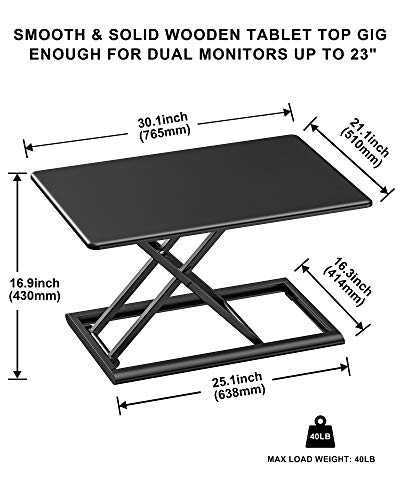 SMOOTH & SOLID WOODEN TABLET TOP GIG
ENOUGH FOR DUAL MONITORS UP TO 23"
30.1inch
(765mm)
21.1inch
(510mm)
16.9inch
(430mm)
16.3inch
(414mm)
25.1inch
(638mm)
40LB
MAX LOAD WEIGHT: 40LB